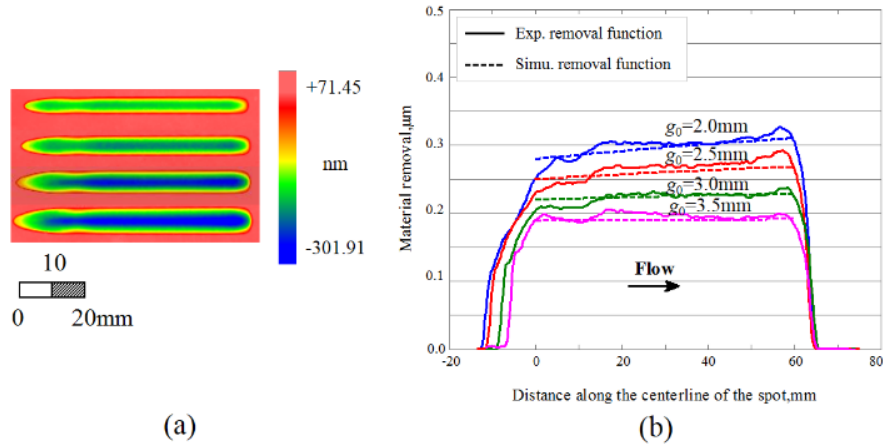 (a)
+71.45
nm
-301.91
10
0 20mm
0.5
0.4
0.3
0.2
0.1
0.0
Material removal,μm
Exp. removal function
Simu. removal function
g0=2.0mm
g0=2.5mm
g0=3.0mm
g0=3.5mm
Flow
-20 0 20 40 60 80
Distance along the centerline of the spot,mm
(a)
(b)